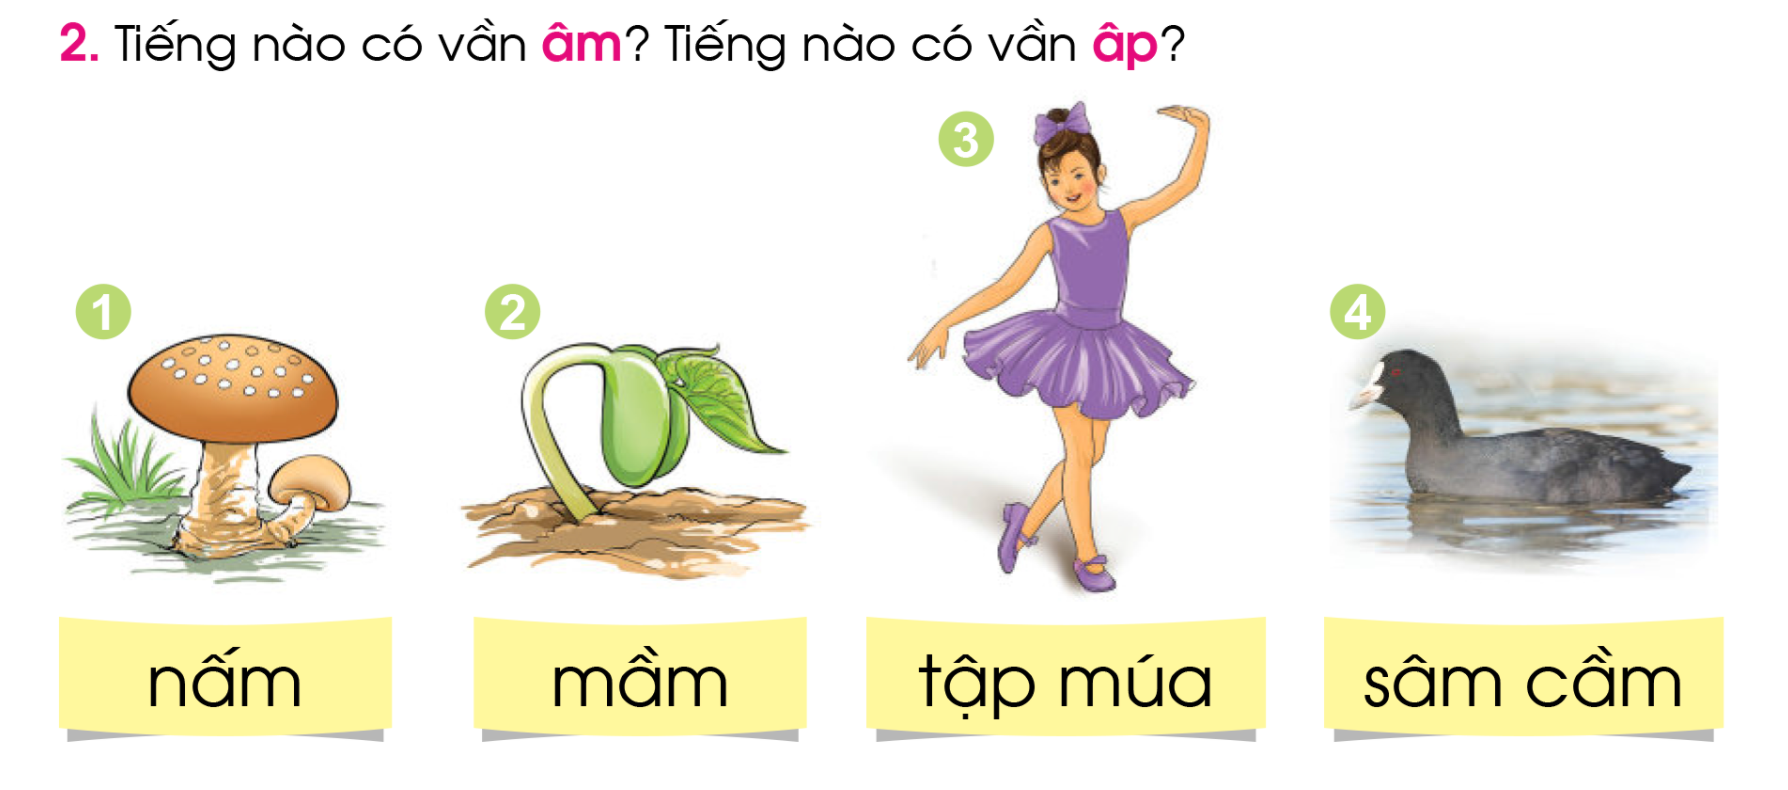 2. Tiếng nào có vần âm? Tiếng nào có vần âp?
3
1
2
4
nấm
mầm
tập múa
sâm cầm